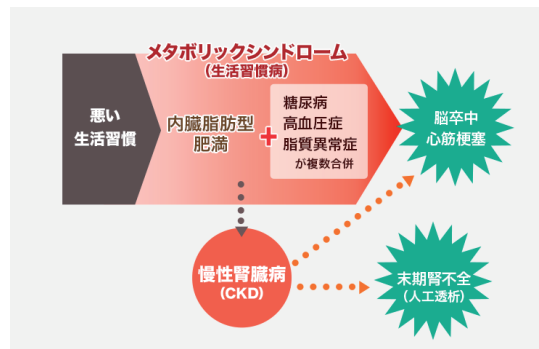 メタボリックシンドローム
(生活習慣病)
悪い
生活習慣
内臓脂肪型
肥満
+
糖尿病
高血圧症
脂質異常症
が複数合併
脳卒中
心筋梗塞
慢性腎臓病
(CKD)
末期腎不全
(人工透析)